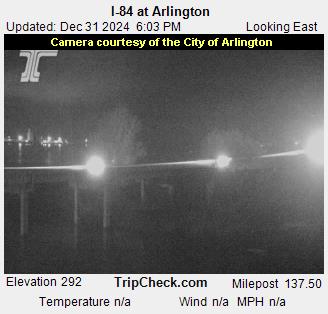 I-84 at Arlington
Updated: Dec 31 2024 6:03 PM Looking East
Camera courtesy of the City of Arlington
Elevation 292 TripCheck.com Milepost 137.50
Temperature n/a Wind n/a MPH n/a